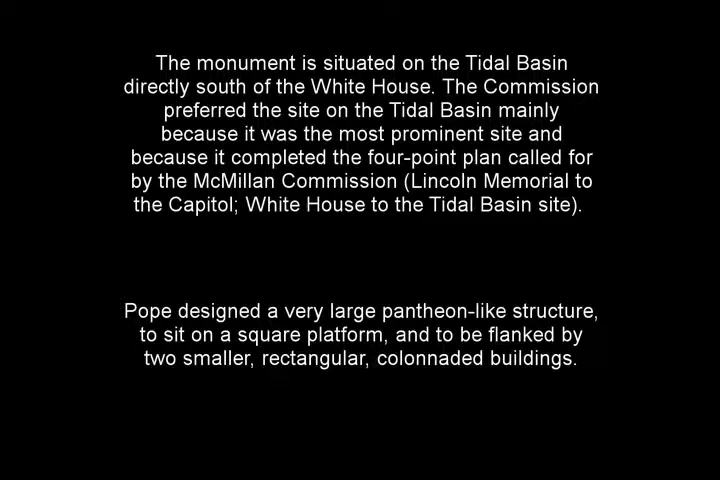 The monument is situated on the Tidal Basin
directly south of the White House. The Commission
preferred the site on the Tidal Basin mainly
because it was the most prominent site and
because it completed the four-point plan called for
by the McMillan Commission (Lincoln Memorial to
the Capitol; White House to the Tidal Basin site).
Pope designed a very large pantheon-like structure,
to sit on a square platform, and to be flanked by
two smaller, rectangular, colonnaded buildings.